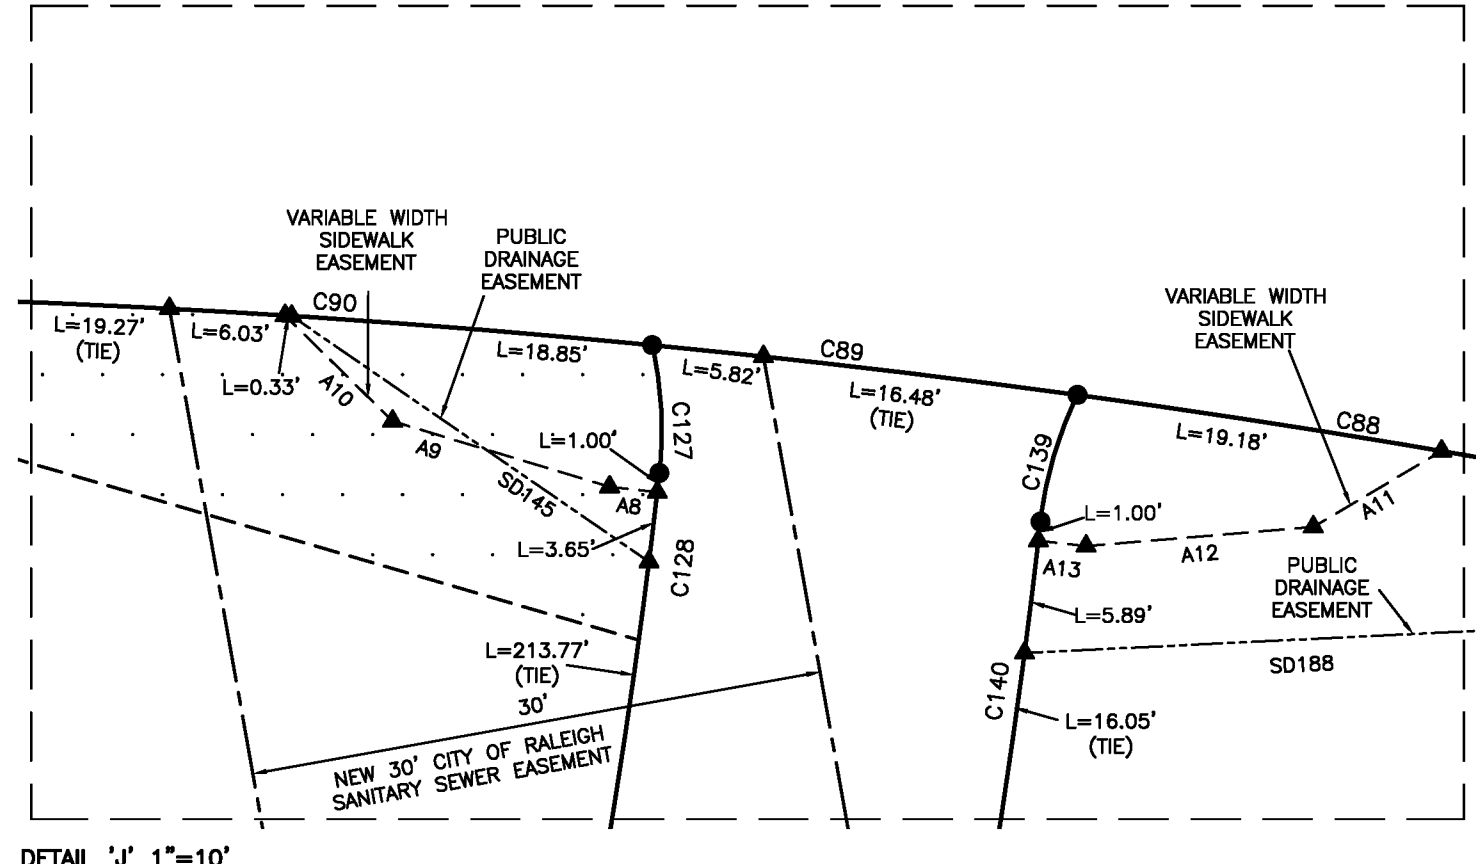 VARIABLE WIDTH
SIDEWALK
EASEMENT
PUBLIC
DRAINAGE
EASEMENT
VARIABLE WIDTH
SIDEWALK
EASEMENT
C90
L=19.27'
(TIE)
L=6.03'
L=18.85'
L=0.33'
A10
A9
L=5.82'
C89
L=16.48'
(TIE)
C88
L=19.18'
C127
L=1.00'
SD145
A8
L=3.65'
C128
C139
L=1.00'
A11
A12
A13
PUBLIC
DRAINAGE
EASEMENT
L=5.89'
SD188
L=213.77'
(TIE)
30'
NEW 30' CITY OF RALEIGH
SANITARY SEWER EASEMENT
C140
L=16.05'
(TIE)
DETAIL 'J' 1"=10'